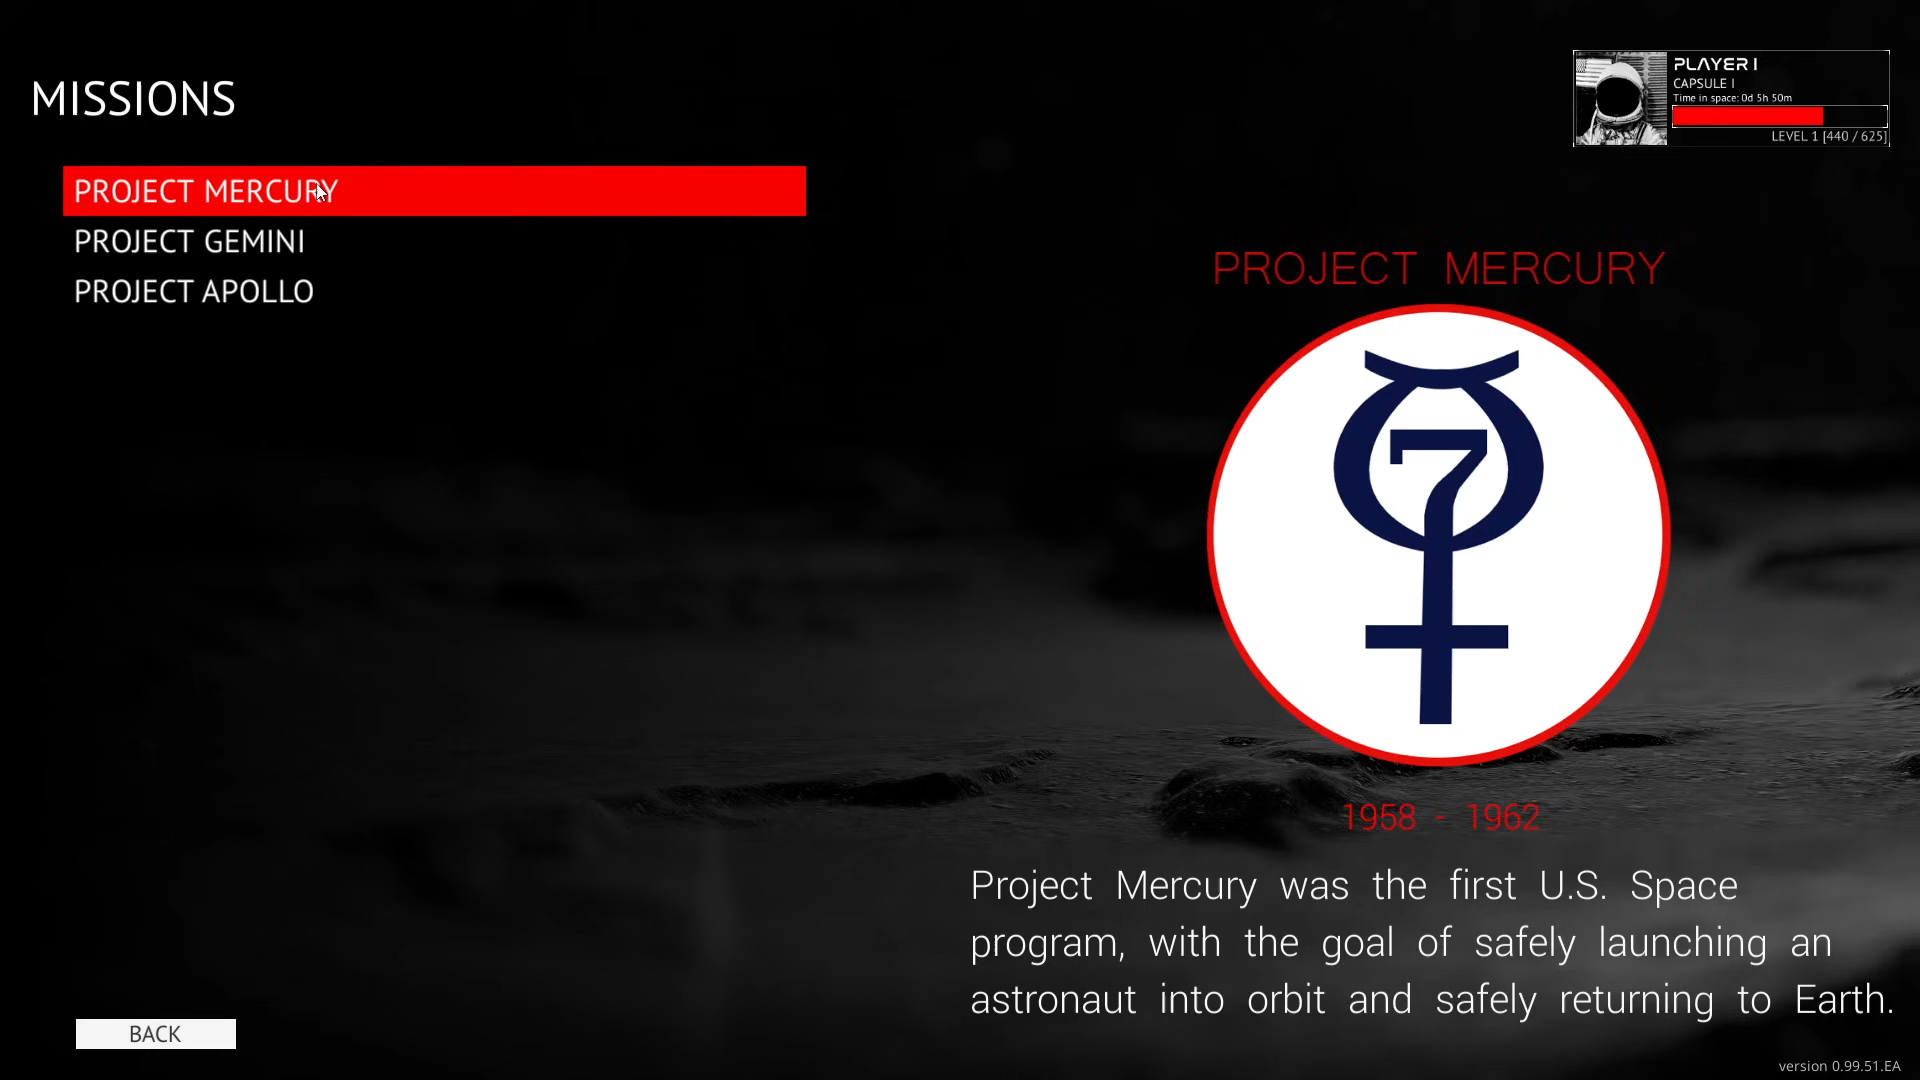 MISSIONS
PLAYER I
CAPSULE I
Time in space: 0d 5h 50m
LEVEL 1 [440 / 625]
PROJECT MERCURY
PROJECT GEMINI
PROJECT APOLLO
PROJECT MERCURY
7
1958 - 1962
Project Mercury was the first U.S. Space
program, with the goal of safely launching an
astronaut into orbit and safely returning to Earth.
BACK
version 0.99.51.EA